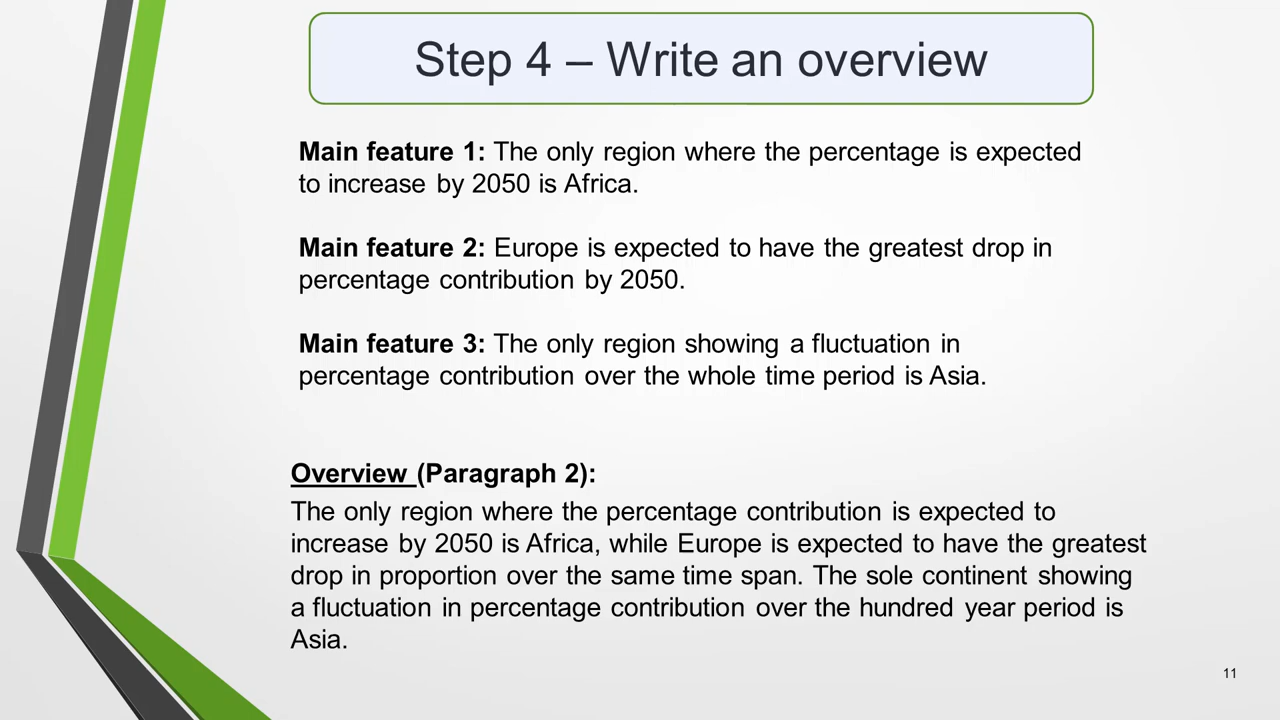 Step 4 – Write an overview
Main feature 1: The only region where the percentage is expected
to increase by 2050 is Africa.
Main feature 2: Europe is expected to have the greatest drop in
percentage contribution by 2050.
Main feature 3: The only region showing a fluctuation in
percentage contribution over the whole time period is Asia.
Overview (Paragraph 2):
The only region where the percentage contribution is expected to
increase by 2050 is Africa, while Europe is expected to have the greatest
drop in proportion over the same time span. The sole continent showing
a fluctuation in percentage contribution over the hundred year period is
Asia.
11